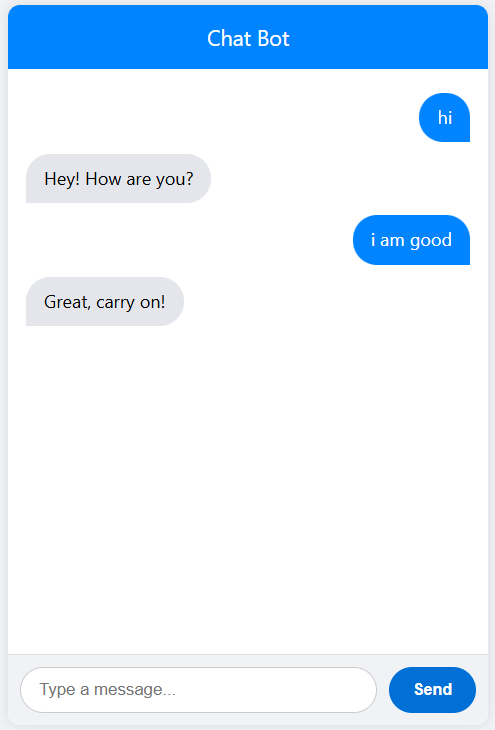 Chat Bot
hi
Hey! How are you?
i am good
Great, carry on!
Type a message...
Send